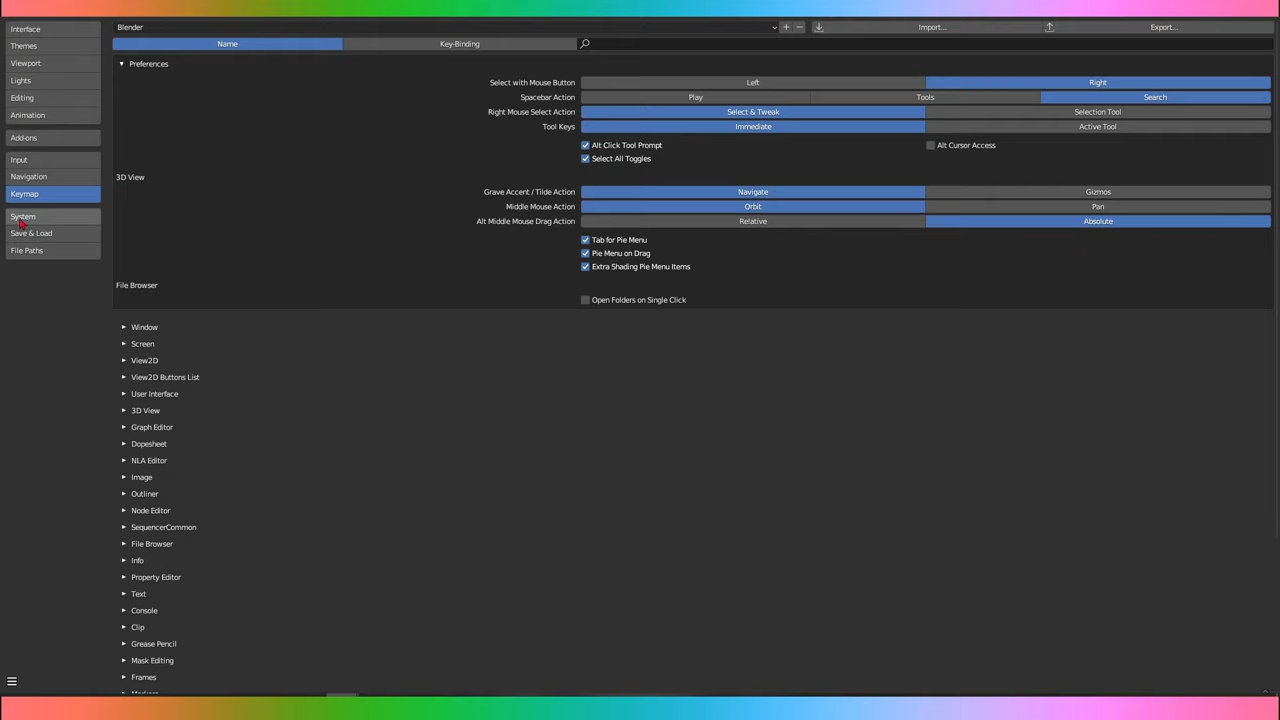 Interface
Themes
Viewport
Lights
Editing
Animation
Add-ons
Input
Navigation
Keymap
System
Save & Load
File Paths
Blender
Import...
Export...
Name
Key-Binding
Preferences
Select with Mouse Button Left Right
Spacebar Action Play Tools Search
Right Mouse Select Action Select & Tweak Selection Tool
Tool Keys Immediate Active Tool
Alt Click Tool Prompt Alt Cursor Access
Select All Toggles
3D View
Grave Accent / Tilde Action Navigate Gizmos
Middle Mouse Action Orbit Pan
Alt Middle Mouse Drag Action Relative Absolute
Tab for Pie Menu
Pie Menu on Drag
Extra Shading Pie Menu Items
File Browser
Open Folders on Single Click
Window
Screen
View2D
View2D Buttons List
User Interface
3D View
Graph Editor
Dopesheet
NLA Editor
Image
Outliner
Node Editor
SequencerCommon
File Browser
Info
Property Editor
Text
Console
Clip
Grease Pencil
Mask Editing
Frames